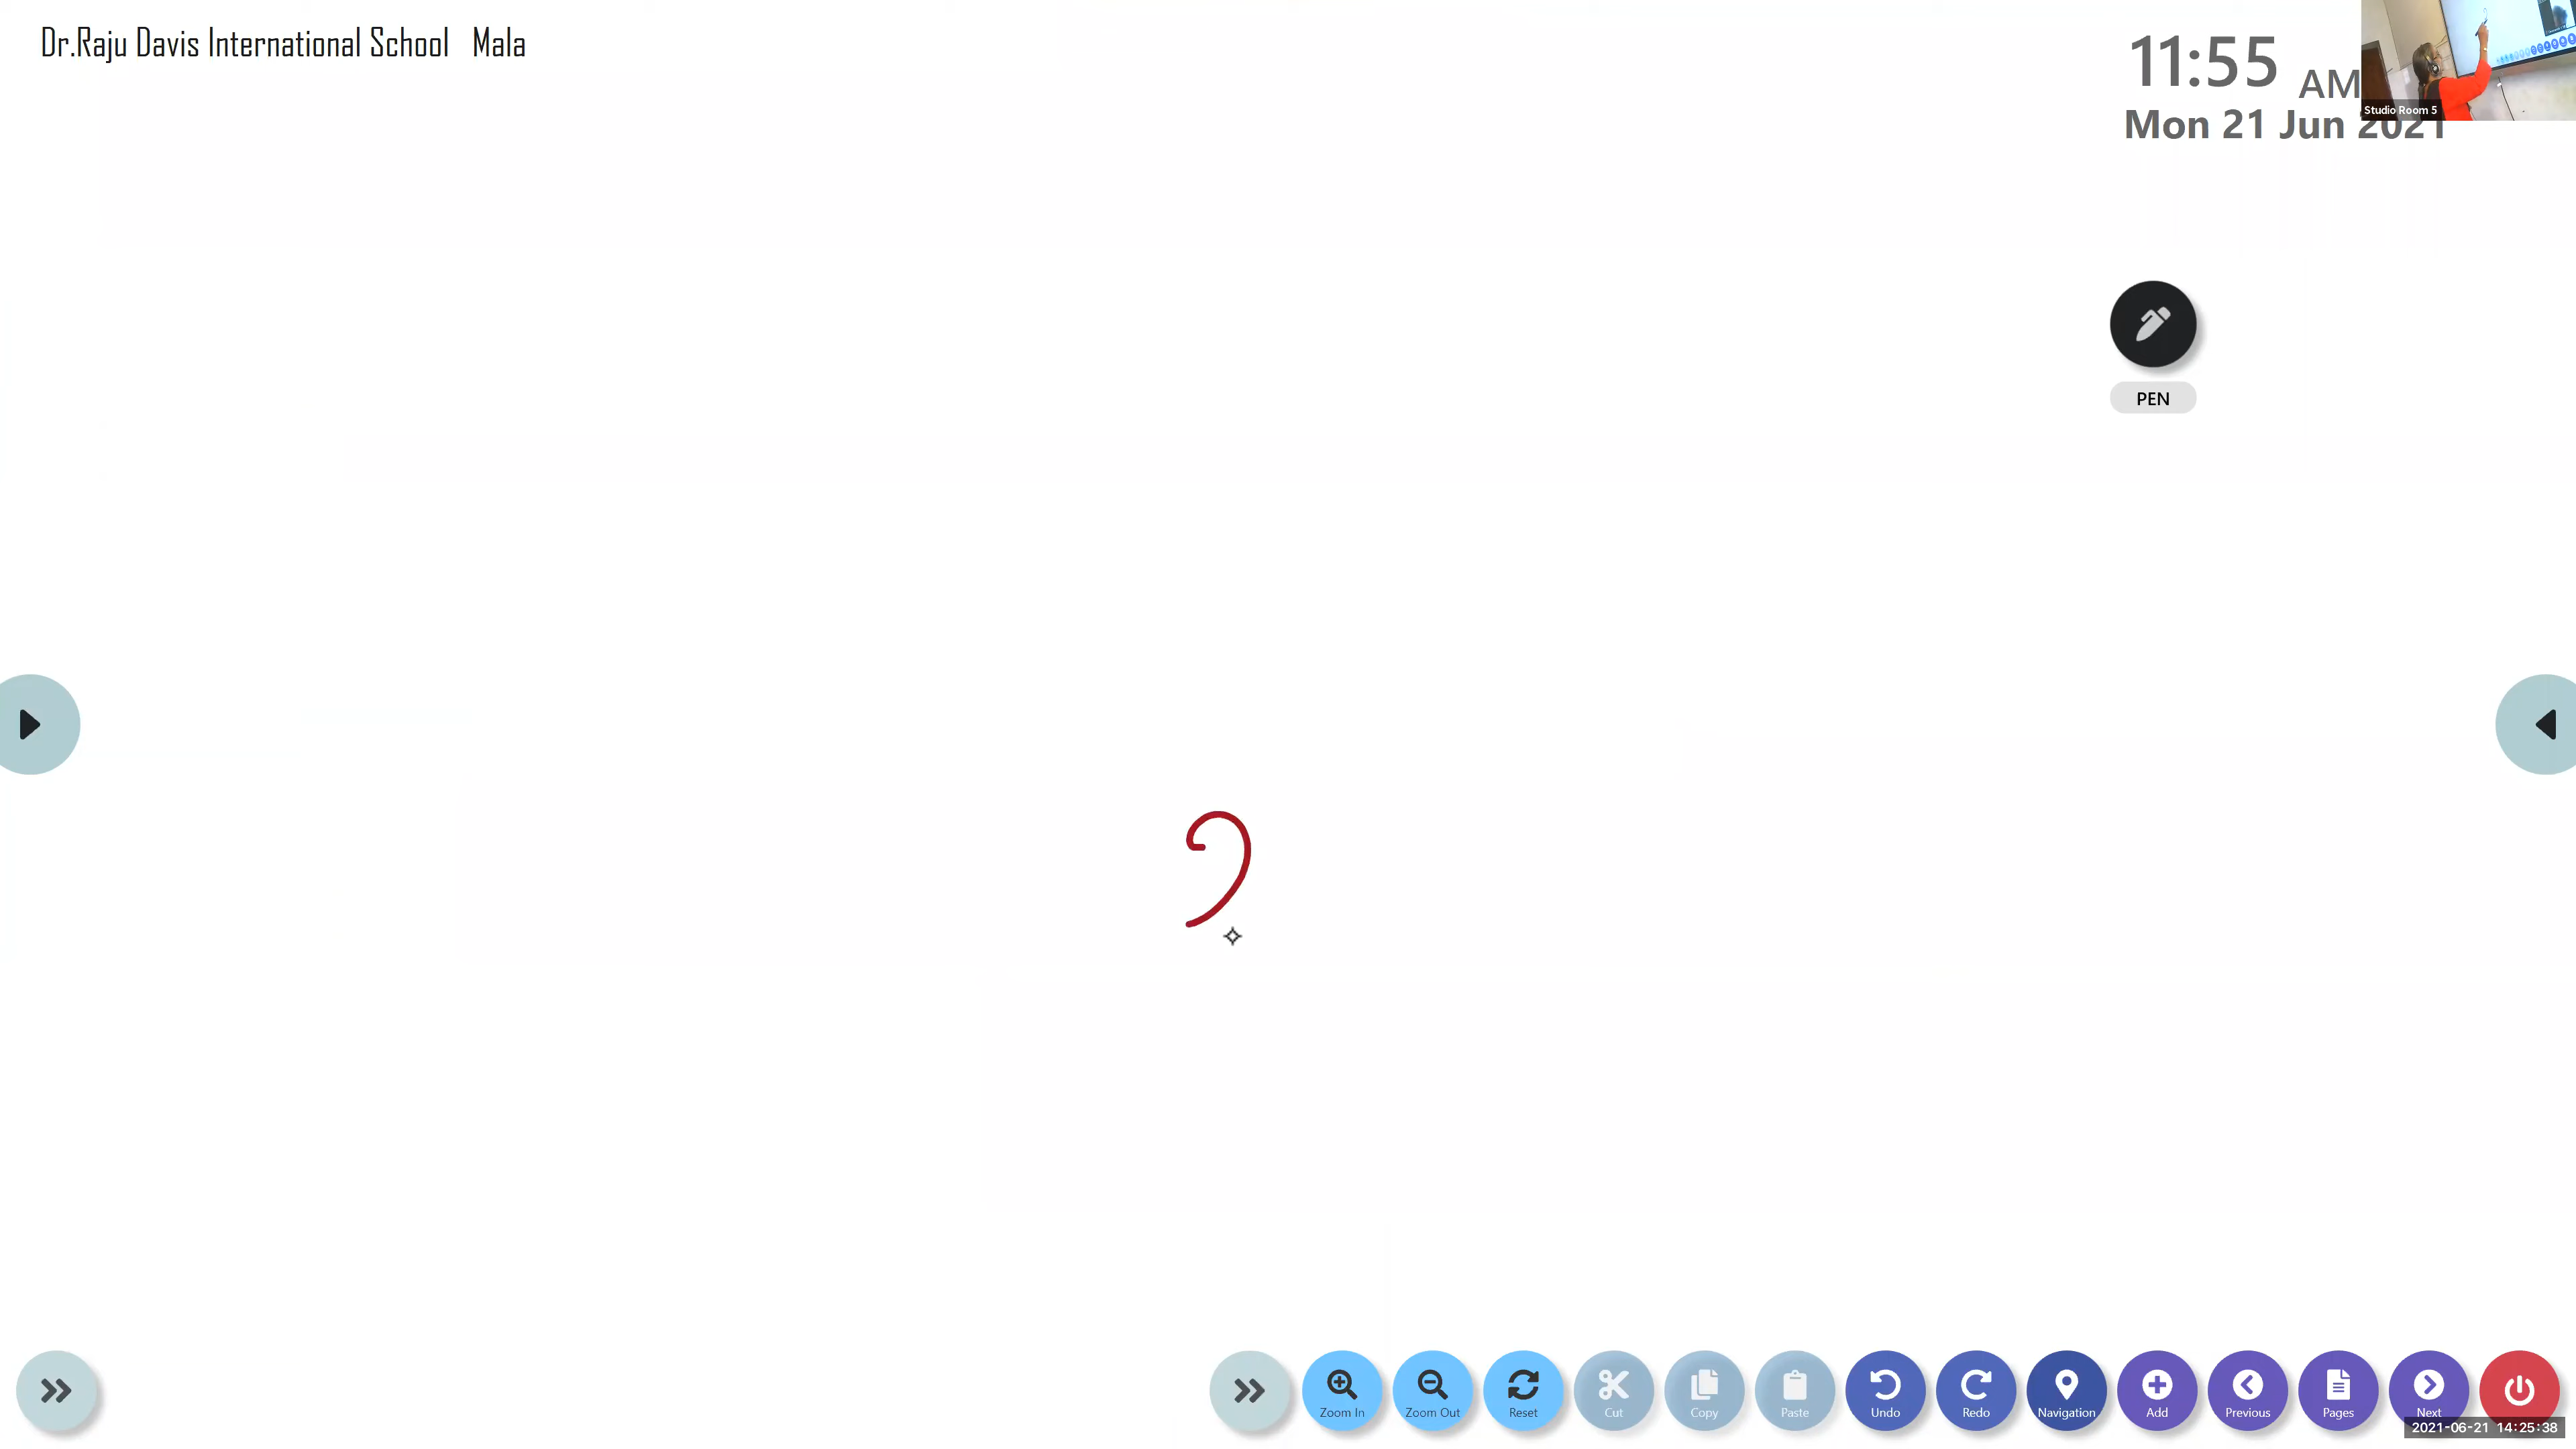 Dr.Raju Davis International School Mala
11:55 AM
Mon 21 Jun 2021
Studio Room 5
PEN
Zoom In
Zoom Out
Reset
Cut
Copy
Paste
Undo
Redo
Navigation
Add
Previous
Pages
Next
2021-06-21 14:25:38